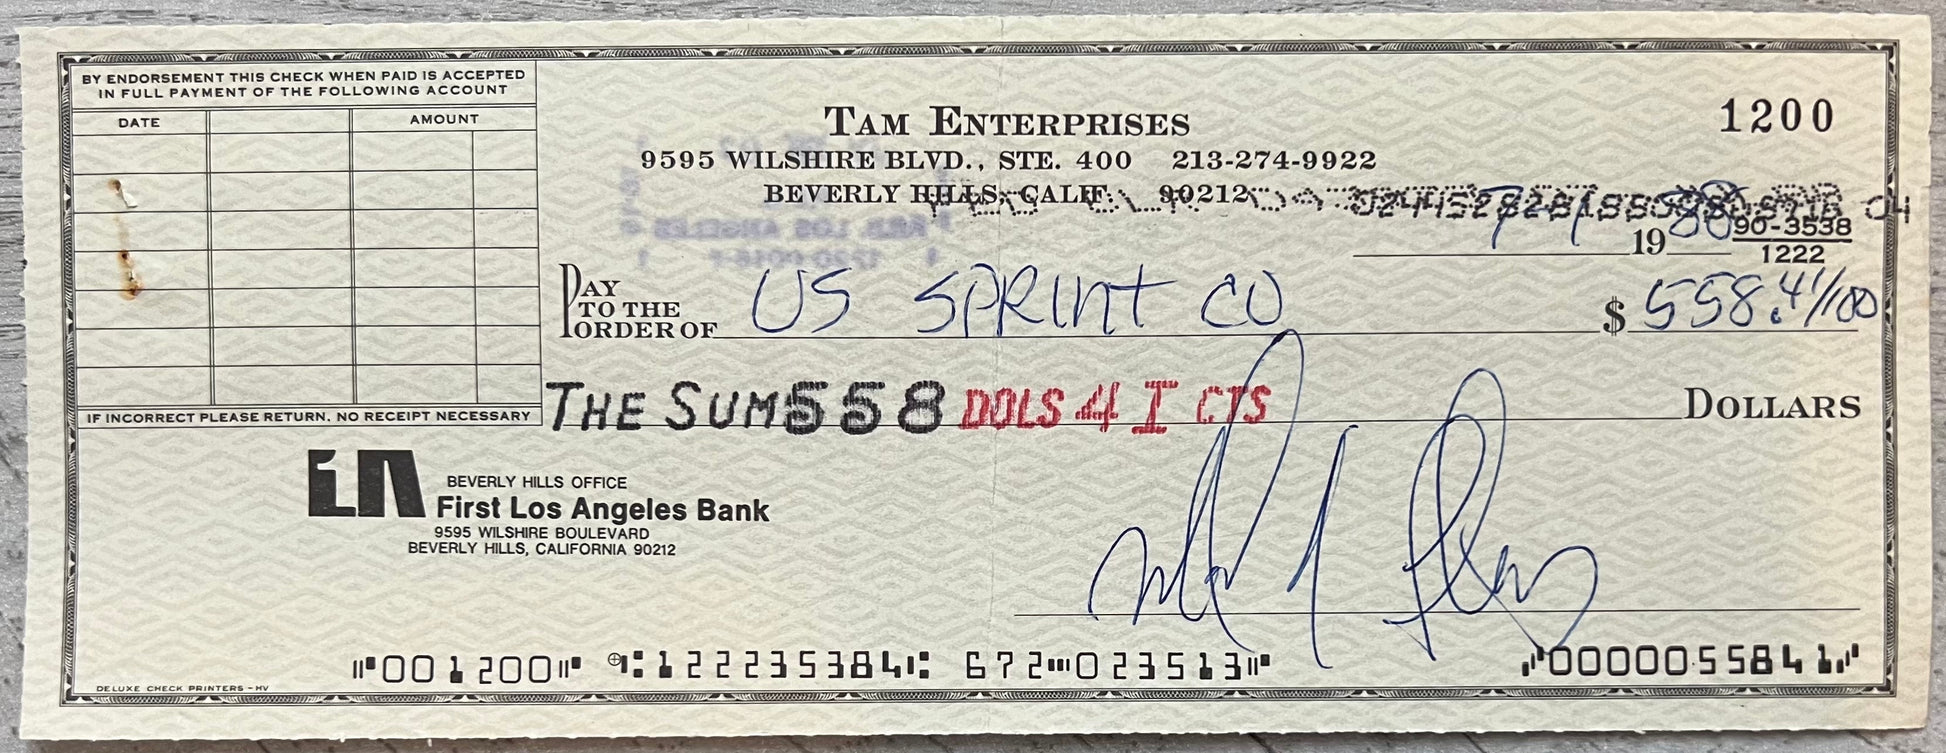 BY ENDORSEMENT THIS CHECK WHEN PAID IS ACCEPTED
IN FULL PAYMENT OF THE FOLLOWING ACCOUNT
DATE AMOUNT
IF INCORRECT PLEASE RETURN. NO RECEIPT NECESSARY
TAM ENTERPRISES
1200
9595 WILSHIRE BLVD., STE. 400 213-274-9922
BEVERLY HILLS, CALIF. 90212
19 88
90-3538
1222
PAY
TO THE
ORDER OF US SPRINT CO $ 558.41/100
THE SUM 558 DOLS 41 CTS DOLLARS
BEVERLY HILLS OFFICE
First Los Angeles Bank
9595 WILSHIRE BOULEVARD
BEVERLY HILLS, CALIFORNIA 90212
DELUXE CHECK PRINTERS - HV
⑈001200⑈ ⑆122235384⑆ 672⑉023513⑈ ⑈0000055841⑈